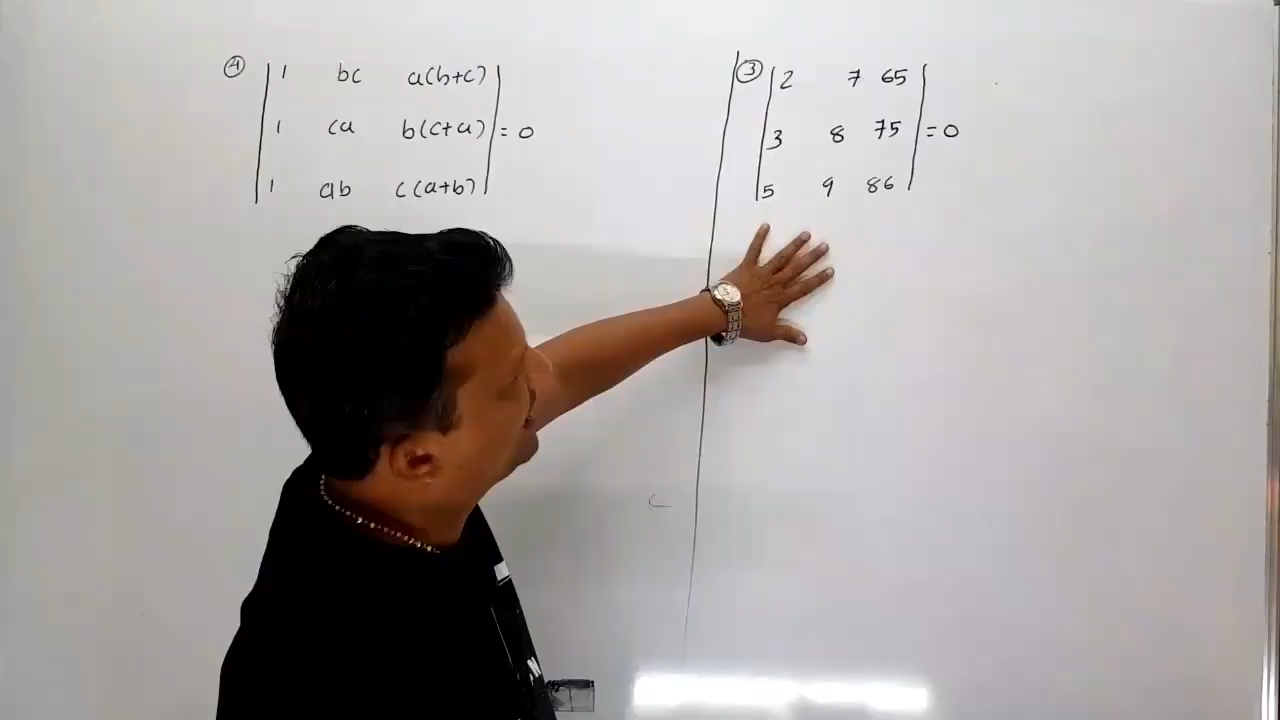 ④ | 1 bc a(b+c) |
| 1 ca b(c+a) | = 0
| 1 ab c(a+b) |
③ | 2 7 65 |
| 3 8 75 | = 0
| 5 9 86 |